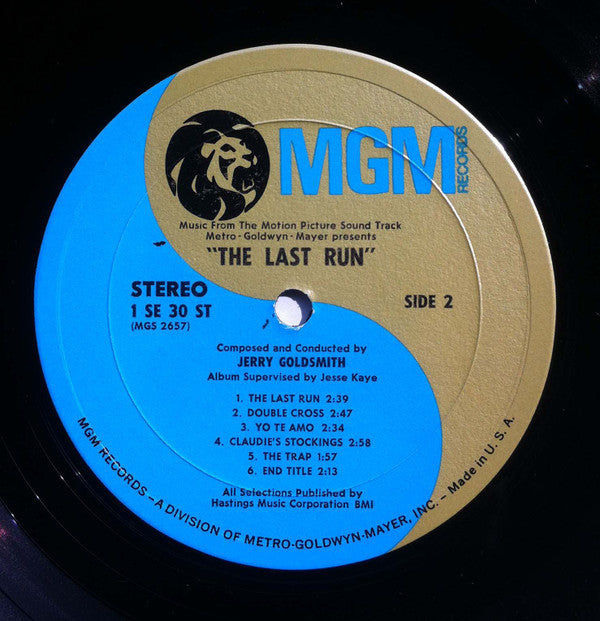 MGM
RECORDS
Music From The Motion Picture Sound Track
Metro-Goldwyn-Mayer presents
"THE LAST RUN"
STEREO
1 SE 30 ST
(MGS 2657)
SIDE 2
Composed and Conducted by
JERRY GOLDSMITH
Album Supervised by Jesse Kaye
1. THE LAST RUN 2:39
2. DOUBLE CROSS 2:47
3. YO TE AMO 2:34
4. CLAUDIE'S STOCKINGS 2:58
5. THE TRAP 1:57
6. END TITLE 2:13
All Selections Published by
Hastings Music Corporation BMI
MGM RECORDS – A DIVISION OF METRO-GOLDWYN-MAYER, INC. – Made in U. S. A.